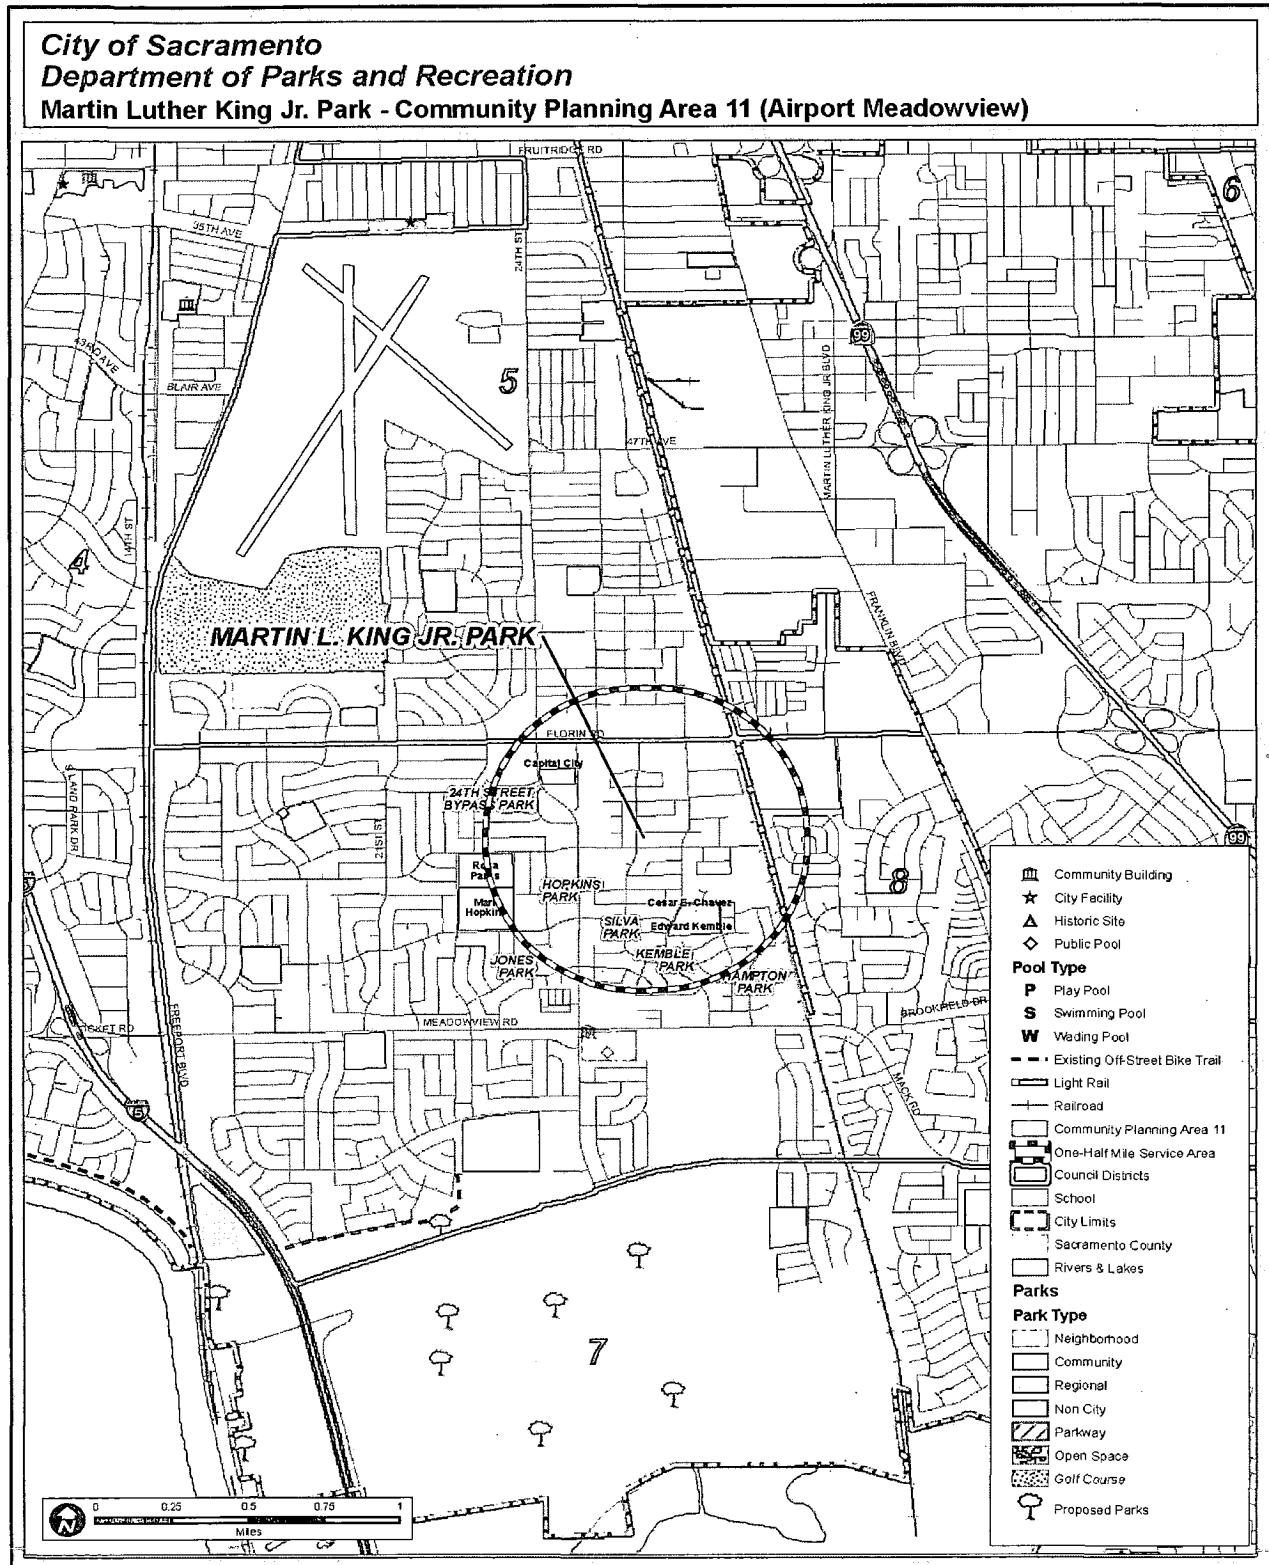 City of Sacramento
Department of Parks and Recreation
Martin Luther King Jr. Park - Community Planning Area 11 (Airport Meadowview)
FRUITRIDGE RD
6
35TH AVE
24TH ST
43RD AVE
BLAIR AVE
5
99
MARTIN LUTHER KING JR BLVD
47TH AVE
14TH ST
4
FRANKLIN BLVD
MARTIN L. KING JR. PARK
FLORIN RD
Capital City
24TH STREET
BYPASS PARK
S LAND PARK DR
21ST ST
99
Rosa
Parks
Mark
Hopkins
HOPKINS
PARK
8
Cesar E. Chavez
SILVA
PARK
Edward Kemble
JONES
PARK
KEMBLE
PARK
HAMPTON
PARK
BROOKFIELD DR
MEADOWVIEW RD
FREEPORT BLVD
MACK RD
5
7
Community Building
City Facility
Historic Site
Public Pool
Pool Type
P Play Pool
S Swimming Pool
W Wading Pool
Existing Off-Street Bike Trail
Light Rail
Railroad
Community Planning Area 11
One-Half Mile Service Area
Council Districts
School
City Limits
Sacramento County
Rivers & Lakes
Parks
Park Type
Neighborhood
Community
Regional
Non City
Parkway
Open Space
Golf Course
Proposed Parks
N
0 0.25 0.5 0.75 1
Miles